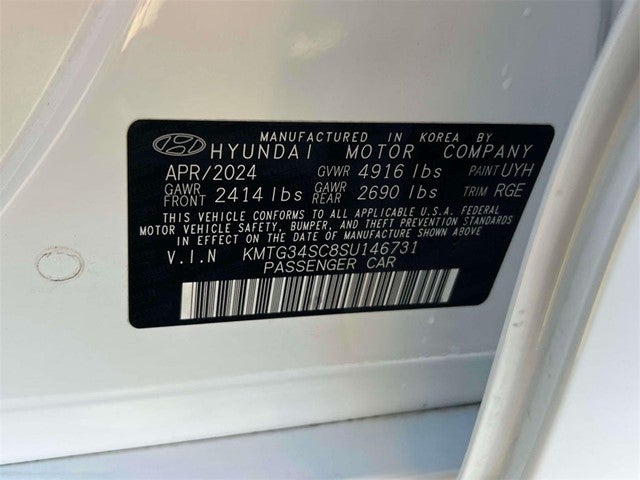 MANUFACTURED IN KOREA BY
HYUNDAI MOTOR COMPANY
APR/2024 GVWR 4916 lbs PAINT UYH
GAWR FRONT 2414 lbs GAWR REAR 2690 lbs TRIM RGE
THIS VEHICLE CONFORMS TO ALL APPLICABLE U.S.A. FEDERAL
MOTOR VEHICLE SAFETY, BUMPER, AND THEFT PREVENTION STANDARDS
IN EFFECT ON THE DATE OF MANUFACTURE SHOWN ABOVE
V.I.N KMTG34SC8SU146731
PASSENGER CAR